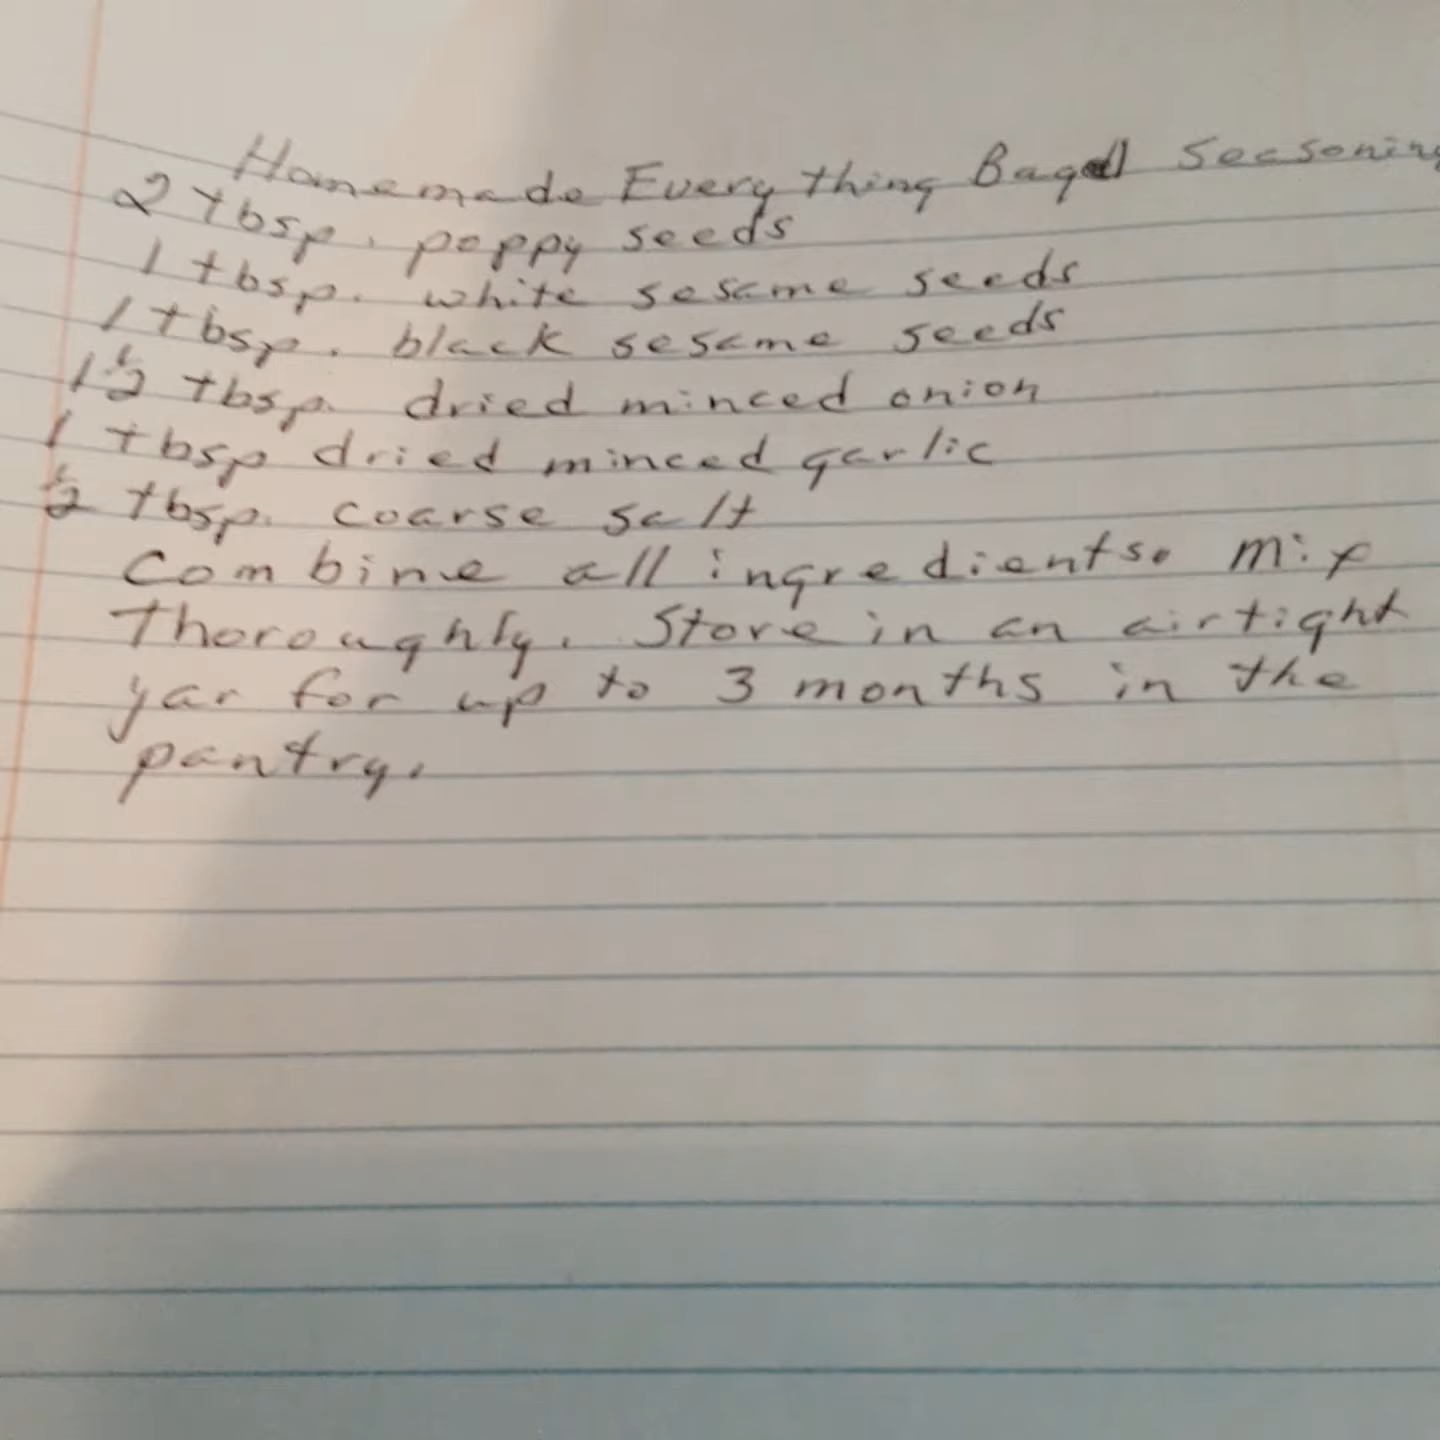 Homemade Everything Bagel Seasoning
2 tbsp. poppy seeds
1 tbsp. white sesame seeds
1 tbsp. black sesame seeds
1 1/2 tbsp. dried minced onion
1 tbsp dried minced garlic
1/2 tbsp. coarse salt
Combine all ingredients. Mix
Thoroughly. Store in an airtight
jar for up to 3 months in the
pantry.